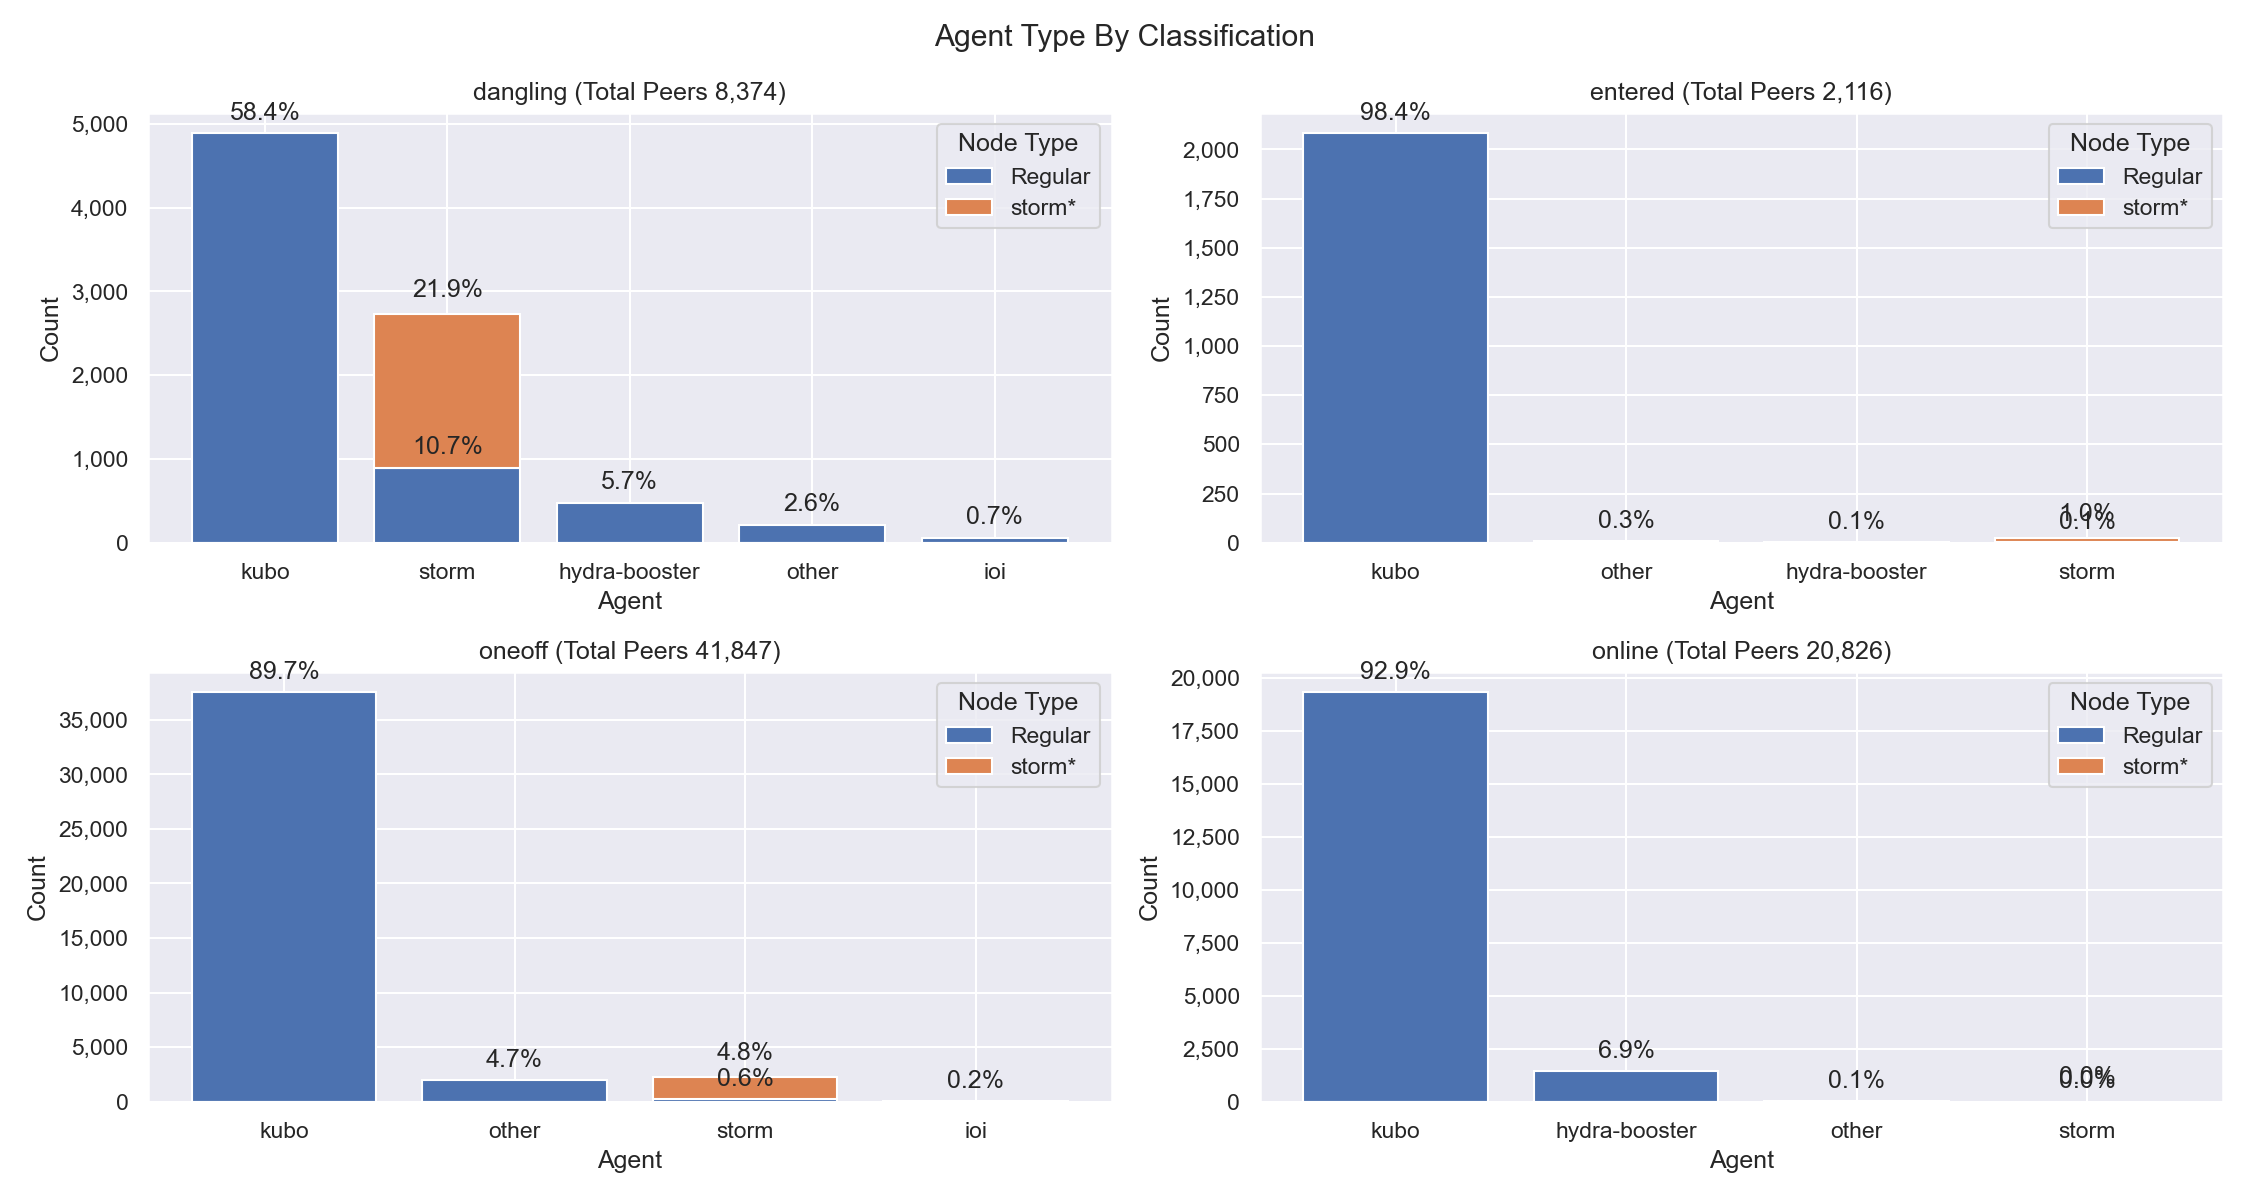 Agent Type By Classification
dangling (Total Peers 8,374)
58.4%
21.9%
10.7%
5.7%
2.6%
0.7%
Node Type
Regular
storm*
5,000
4,000
3,000
2,000
1,000
0
Count
kubo
storm
hydra-booster
other
ioi
Agent
entered (Total Peers 2,116)
98.4%
0.3%
0.1%
1.0%
0.1%
Node Type
Regular
storm*
2,000
1,750
1,500
1,250
1,000
750
500
250
0
Count
kubo
other
hydra-booster
storm
Agent
oneoff (Total Peers 41,847)
89.7%
4.7%
4.8%
0.6%
0.2%
Node Type
Regular
storm*
35,000
30,000
25,000
20,000
15,000
10,000
5,000
0
Count
kubo
other
storm
ioi
Agent
online (Total Peers 20,826)
92.9%
6.9%
0.1%
0.0%
0.0%
Node Type
Regular
storm*
20,000
17,500
15,000
12,500
10,000
7,500
5,000
2,500
0
Count
kubo
hydra-booster
other
storm
Agent